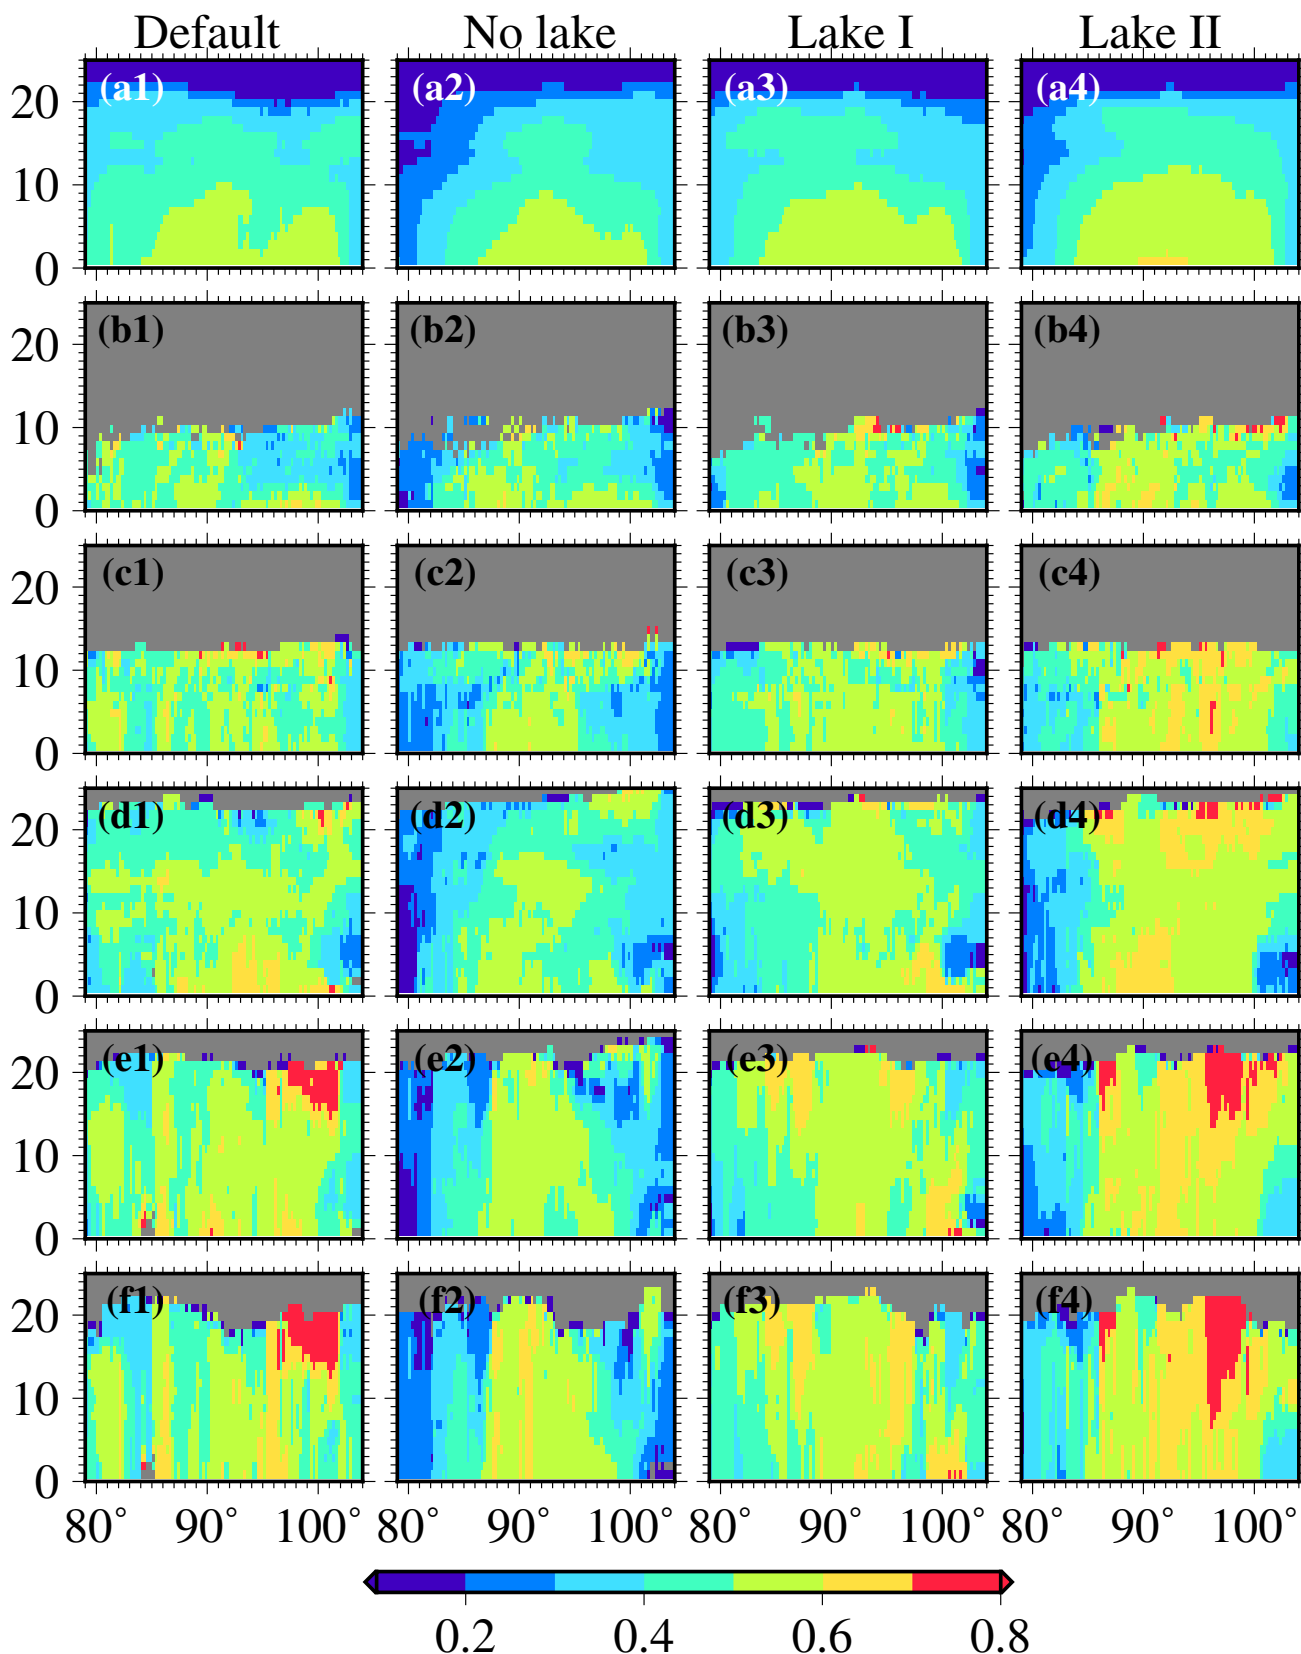 Default No lake Lake I Lake II
(a1) (a2) (a3) (a4)
20
10
0
(b1) (b2) (b3) (b4)
20
10
0
(c1) (c2) (c3) (c4)
20
10
0
(d1) (d2) (d3) (d4)
20
10
0
(e1) (e2) (e3) (e4)
20
10
0
(f1) (f2) (f3) (f4)
20
10
0
80° 90° 100° 80° 90° 100° 80° 90° 100° 80° 90° 100°
0.2 0.4 0.6 0.8